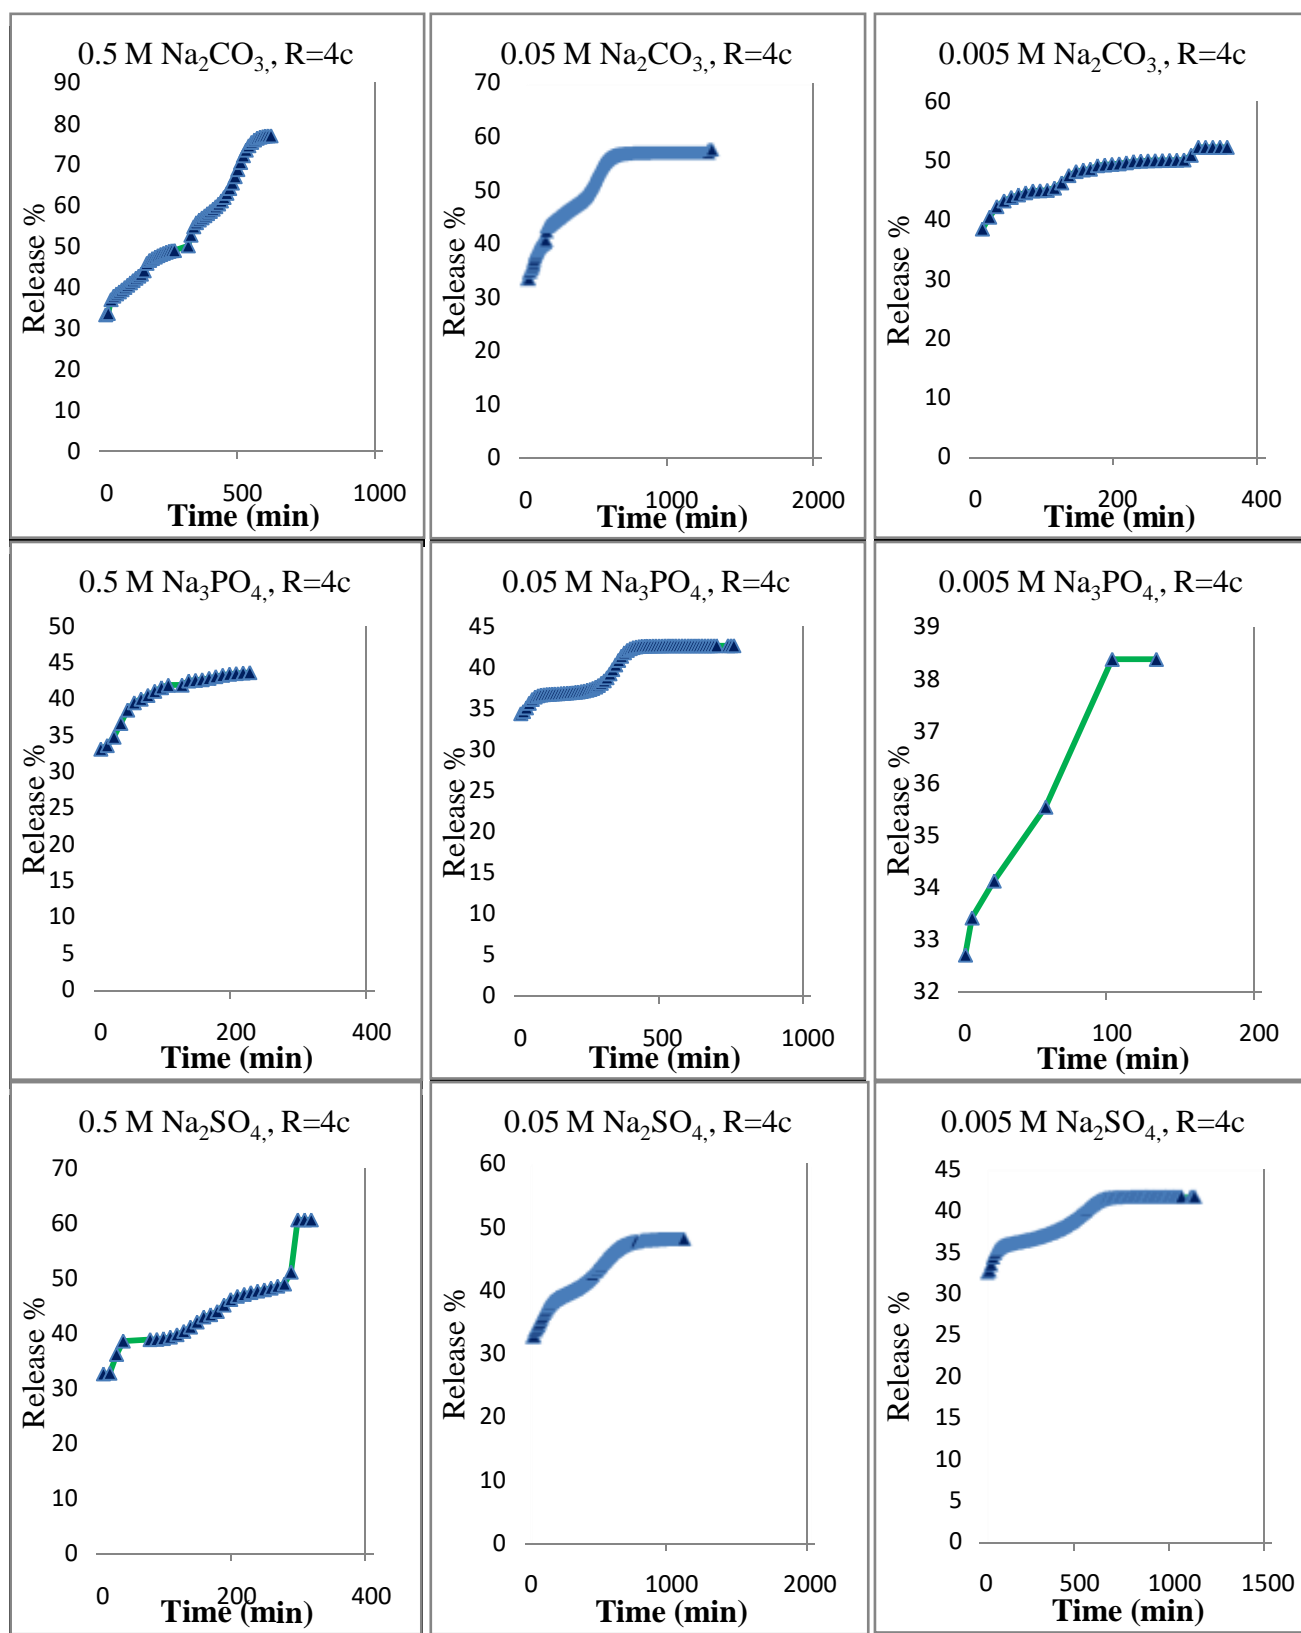 0.5 M Na₂CO₃,, R=4c
90
80
70
60
50
40
30
20
10
0
Release %
0 500 1000
Time (min)
0.05 M Na₂CO₃,, R=4c
70
60
50
40
30
20
10
0
Release %
0 1000 2000
Time (min)
0.005 M Na₂CO₃,, R=4c
60
50
40
30
20
10
0
Release %
0 200 400
Time (min)
0.5 M Na₃PO₄,, R=4c
50
45
40
35
30
25
20
15
10
5
0
Release %
0 200 400
Time (min)
0.05 M Na₃PO₄,, R=4c
45
40
35
30
25
20
15
10
5
0
Release %
0 500 1000
Time (min)
0.005 M Na₃PO₄,, R=4c
39
38
37
36
35
34
33
32
Release %
0 100 200
Time (min)
0.5 M Na₂SO₄,, R=4c
70
60
50
40
30
20
10
0
Release %
0 200 400
Time (min)
0.05 M Na₂SO₄,, R=4c
60
50
40
30
20
10
0
Release %
0 1000 2000
Time (min)
0.005 M Na₂SO₄,, R=4c
45
40
35
30
25
20
15
10
5
0
Release %
0 500 1000 1500
Time (min)